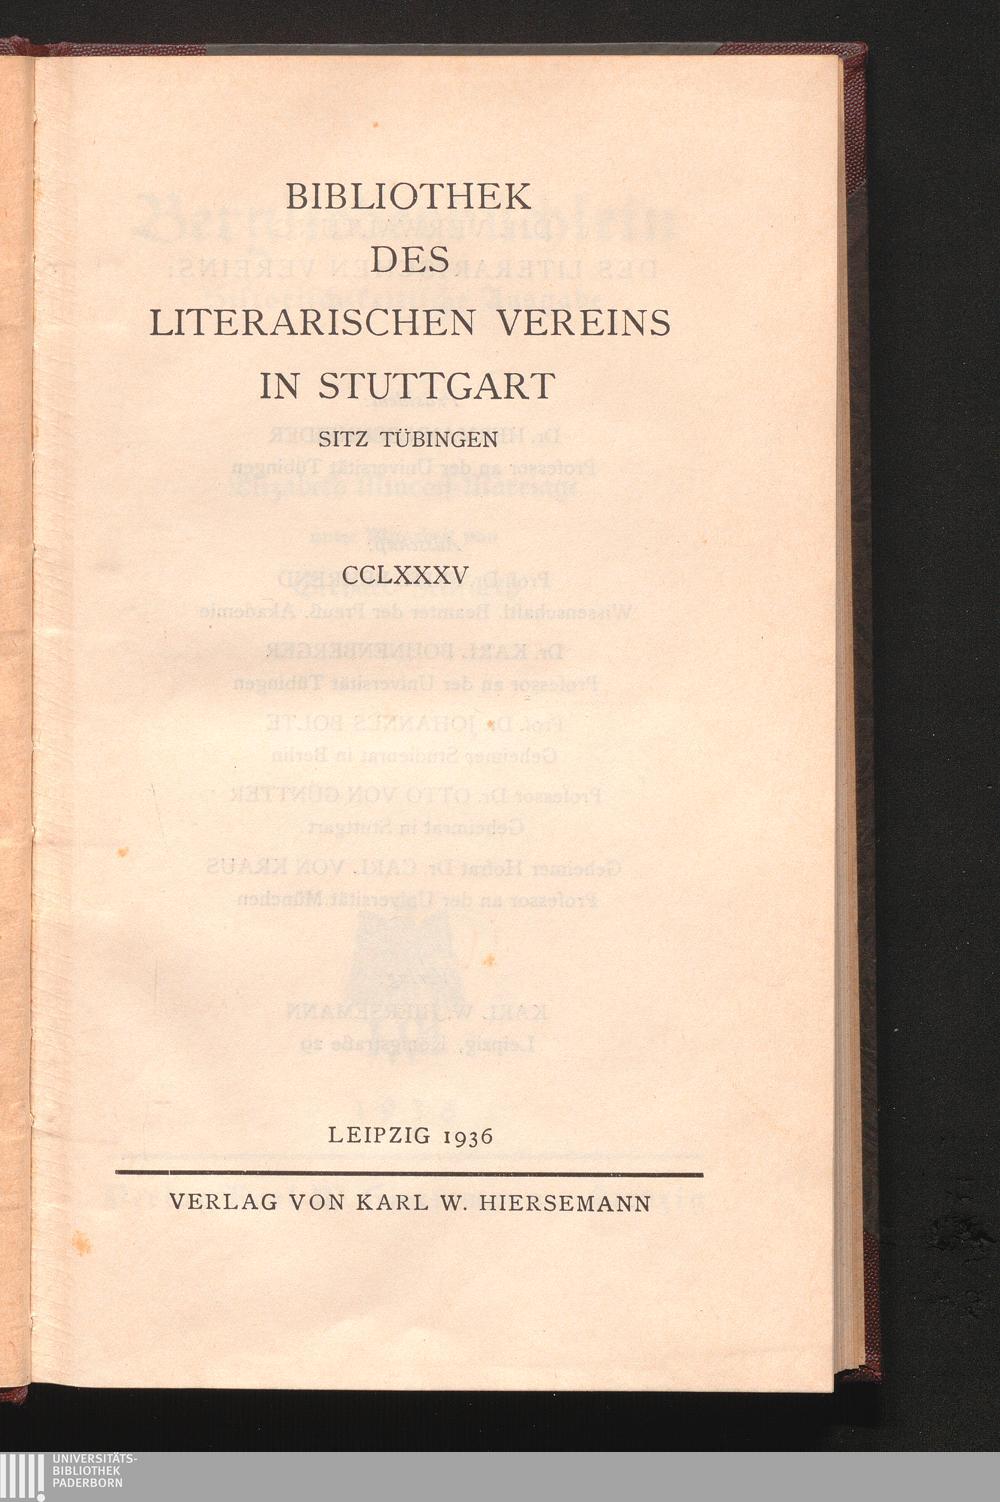 BIBLIOTHEK
DES
LITERARISCHEN VEREINS
IN STUTTGART
SITZ TÜBINGEN
CCLXXXV
LEIPZIG 1936
VERLAG VON KARL W. HIERSEMANN
UNIVERSITÄTS-
BIBLIOTHEK
PADERBORN